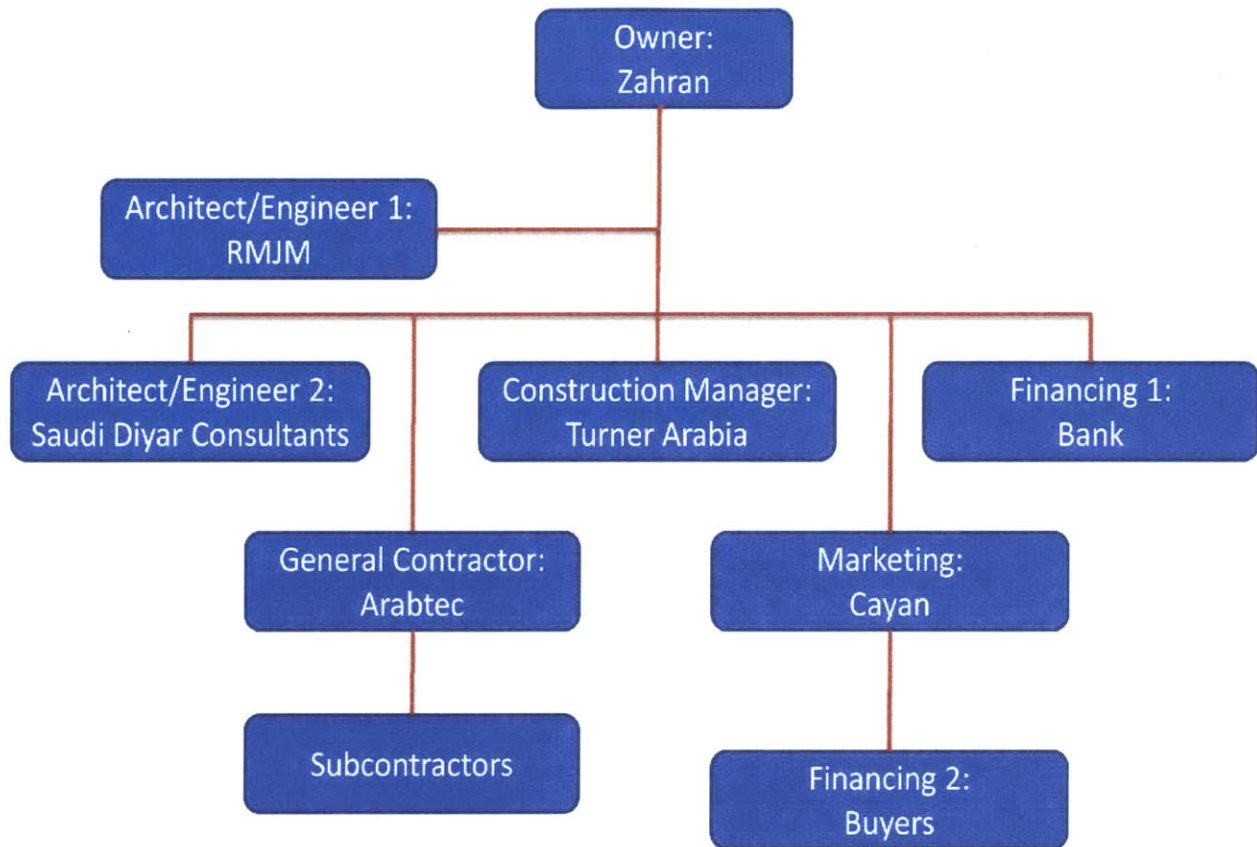 Owner:
Zahran
Architect/Engineer 1:
RMJM
Architect/Engineer 2:
Saudi Diyar Consultants
Construction Manager:
Turner Arabia
Financing 1:
Bank
General Contractor:
Arabtec
Marketing:
Cayan
Subcontractors
Financing 2:
Buyers